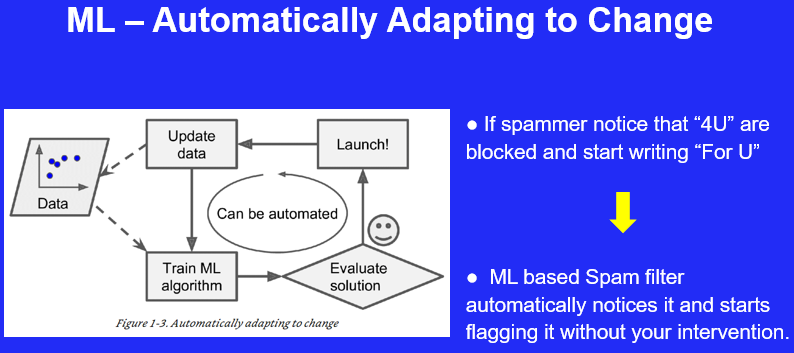 ML – Automatically Adapting to Change
Update
data
Launch!
Data
Can be automated
Train ML
algorithm
Evaluate
solution
Figure 1-3. Automatically adapting to change
● If spammer notice that “4U” are
blocked and start writing “For U”
● ML based Spam filter
automatically notices it and starts
flagging it without your intervention.